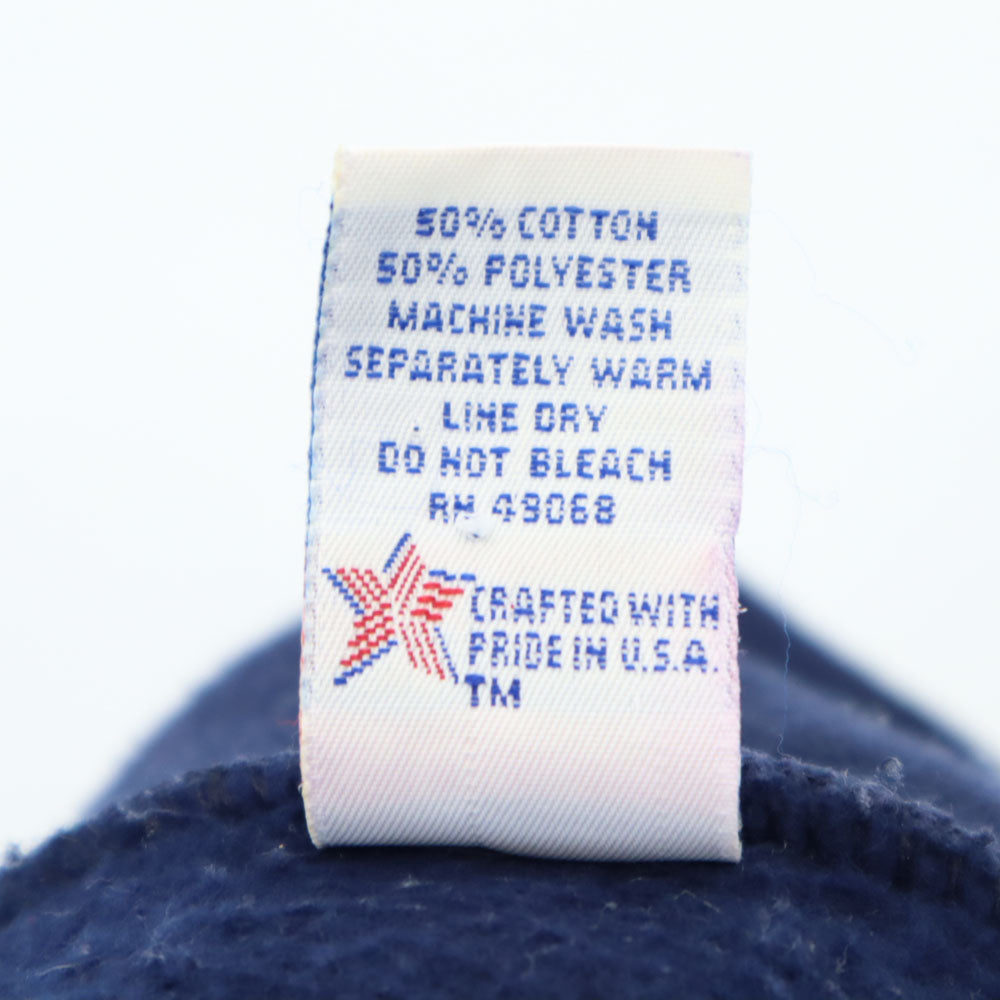 50% COTTON
50% POLYESTER
MACHINE WASH
SEPARATELY WARM
LINE DRY
DO NOT BLEACH
RN 49068
CRAFTED WITH
PRIDE IN U.S.A.
TM